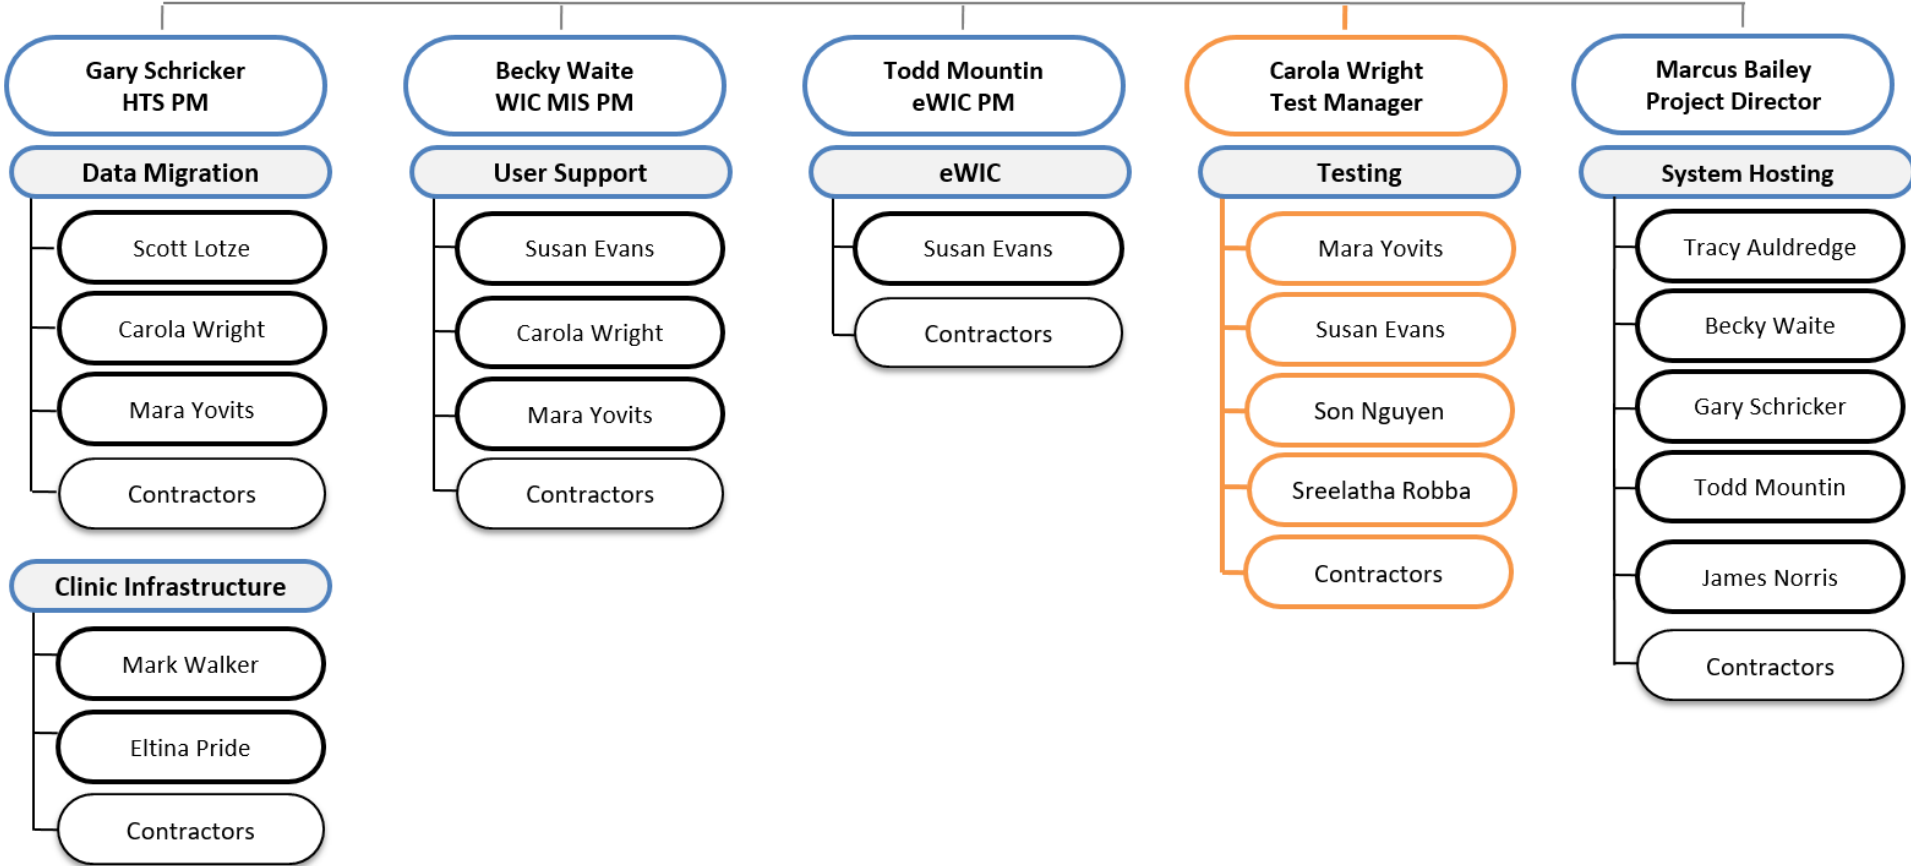 Gary Schricker
HTS PM
Data Migration
Scott Lotze
Carola Wright
Mara Yovits
Contractors
Clinic Infrastructure
Mark Walker
Eltina Pride
Contractors
Becky Waite
WIC MIS PM
User Support
Susan Evans
Carola Wright
Mara Yovits
Contractors
Todd Mountin
eWIC PM
eWIC
Susan Evans
Contractors
Carola Wright
Test Manager
Testing
Mara Yovits
Susan Evans
Son Nguyen
Sreelatha Robba
Contractors
Marcus Bailey
Project Director
System Hosting
Tracy Auldredge
Becky Waite
Gary Schricker
Todd Mountin
James Norris
Contractors